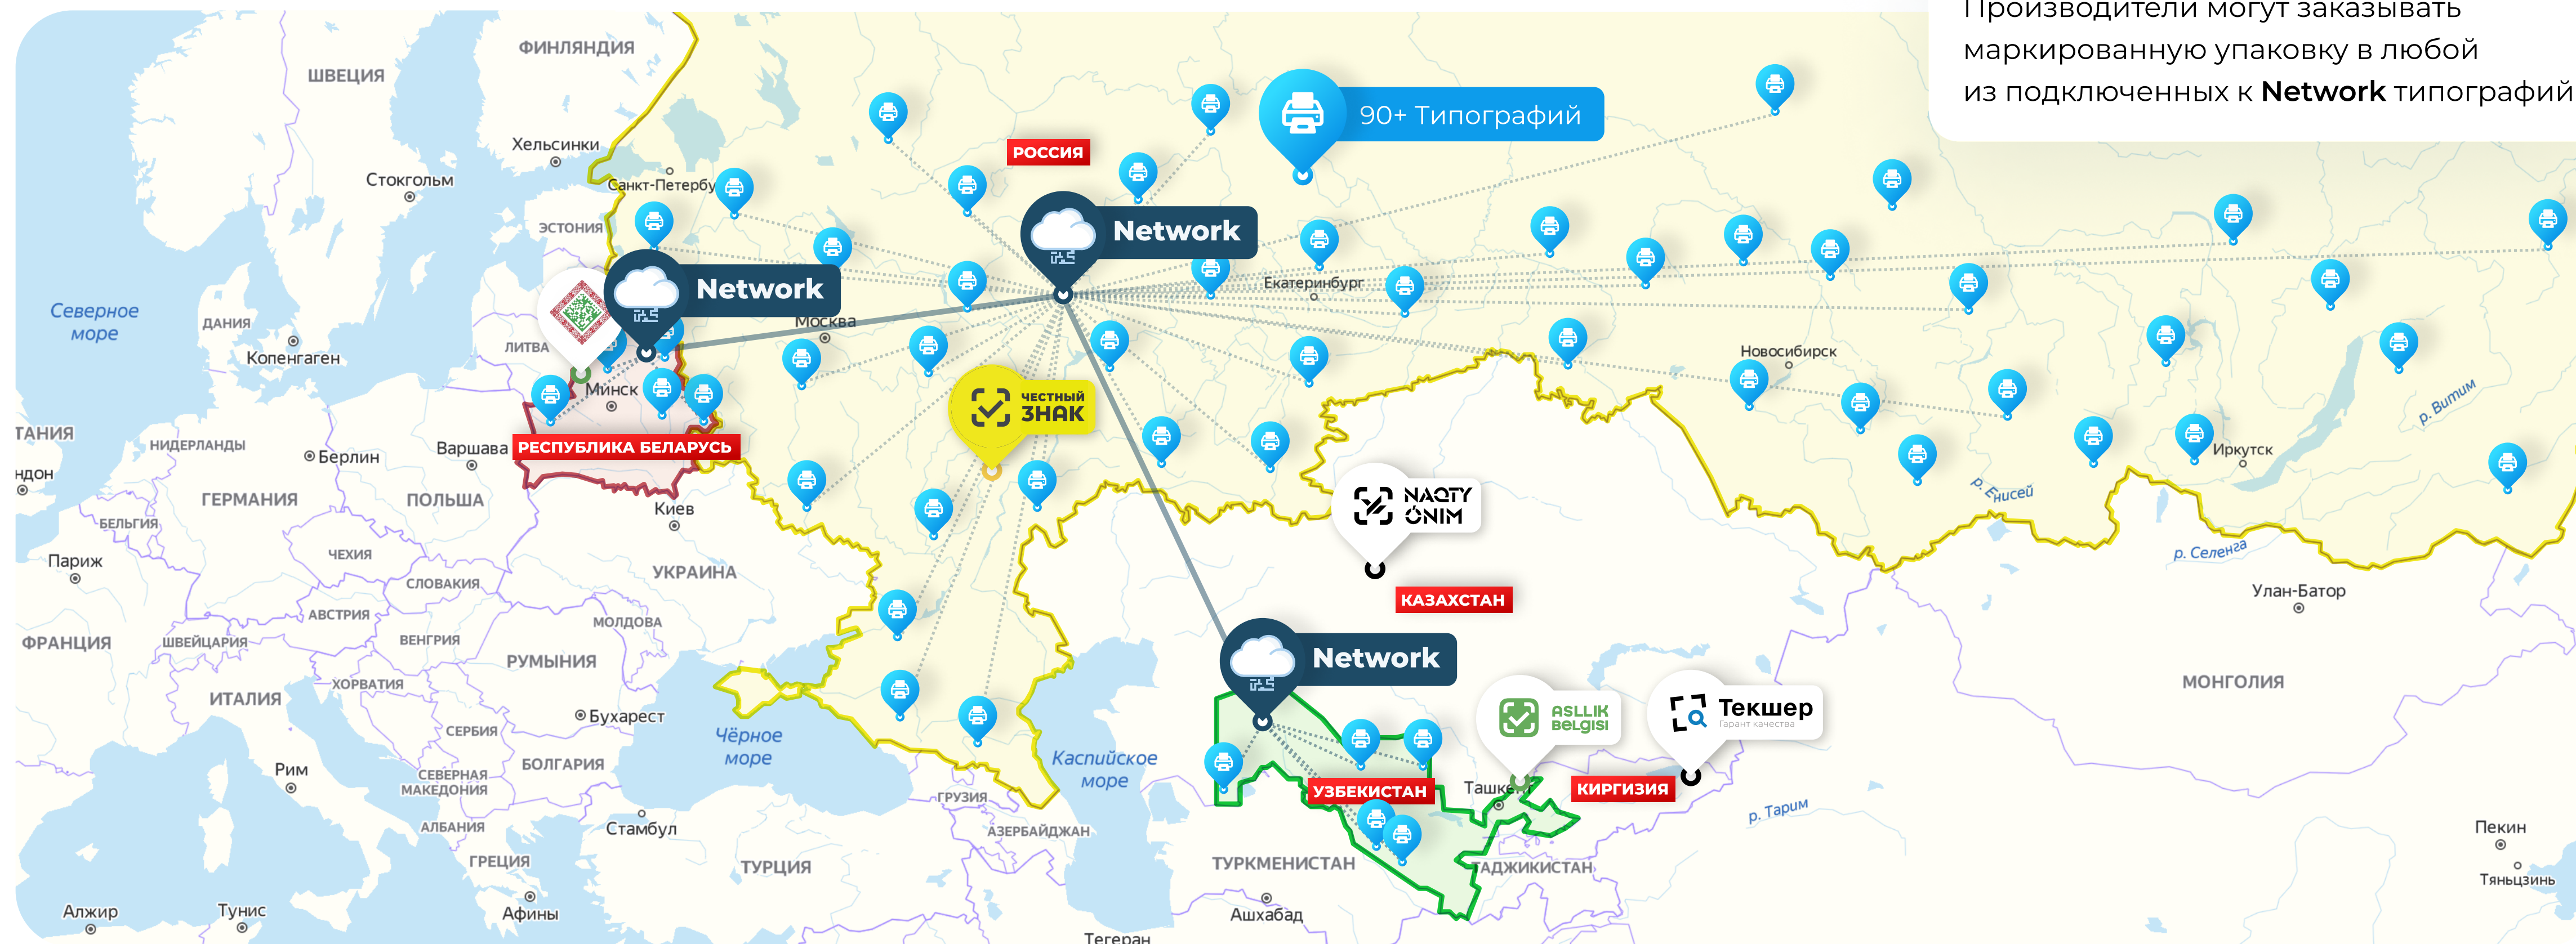 Производители могут заказывать
маркированную упаковку в любой
из подключенных к Network типографий
ФИНЛЯНДИЯ
ШВЕЦИЯ
90+ Типографий
Хельсинки
РОССИЯ
Стокгольм
Санкт-Петербу
ЭСТОНИЯ
Network
Network
Екатеринбург
Северное
море
ДАНИЯ
Москва
ЛИТВА
Копенгаген
Новосибирск
Минск
ЧЕСТНЫЙ
ЗНАК
р. Витим
ТАНИЯ
НИДЕРЛАНДЫ
РЕСПУБЛИКА БЕЛАРУСЬ
Варшава
Берлин
Иркутск
ндон
ГЕРМАНИЯ
ПОЛЬША
Киев
NAQTY
ÓNIM
р. Енисей
БЕЛЬГИЯ
ЧЕХИЯ
р. Селенга
Париж
УКРАИНА
СЛОВАКИЯ
КАЗАХСТАН
Улан-Батор
АВСТРИЯ
МОЛДОВА
ФРАНЦИЯ
ШВЕЙЦАРИЯ
ВЕНГРИЯ
РУМЫНИЯ
Network
ХОРВАТИЯ
МОНГОЛИЯ
ИТАЛИЯ
Бухарест
ASLLIK
BELGISI
Текшер
Гарант качества
СЕРБИЯ
Чёрное
море
Каспийское
море
БОЛГАРИЯ
Рим
СЕВЕРНАЯ
МАКЕДОНИЯ
УЗБЕКИСТАН
Ташкент
КИРГИЗИЯ
ГРУЗИЯ
р. Тарим
АЛБАНИЯ
Стамбул
АЗЕРБАЙДЖАН
Пекин
ГРЕЦИЯ
ТУРЦИЯ
ТУРКМЕНИСТАН
ТАДЖИКИСТАН
Тяньцзинь
Алжир
Тунис
Афины
Ашхабад
Тегеран